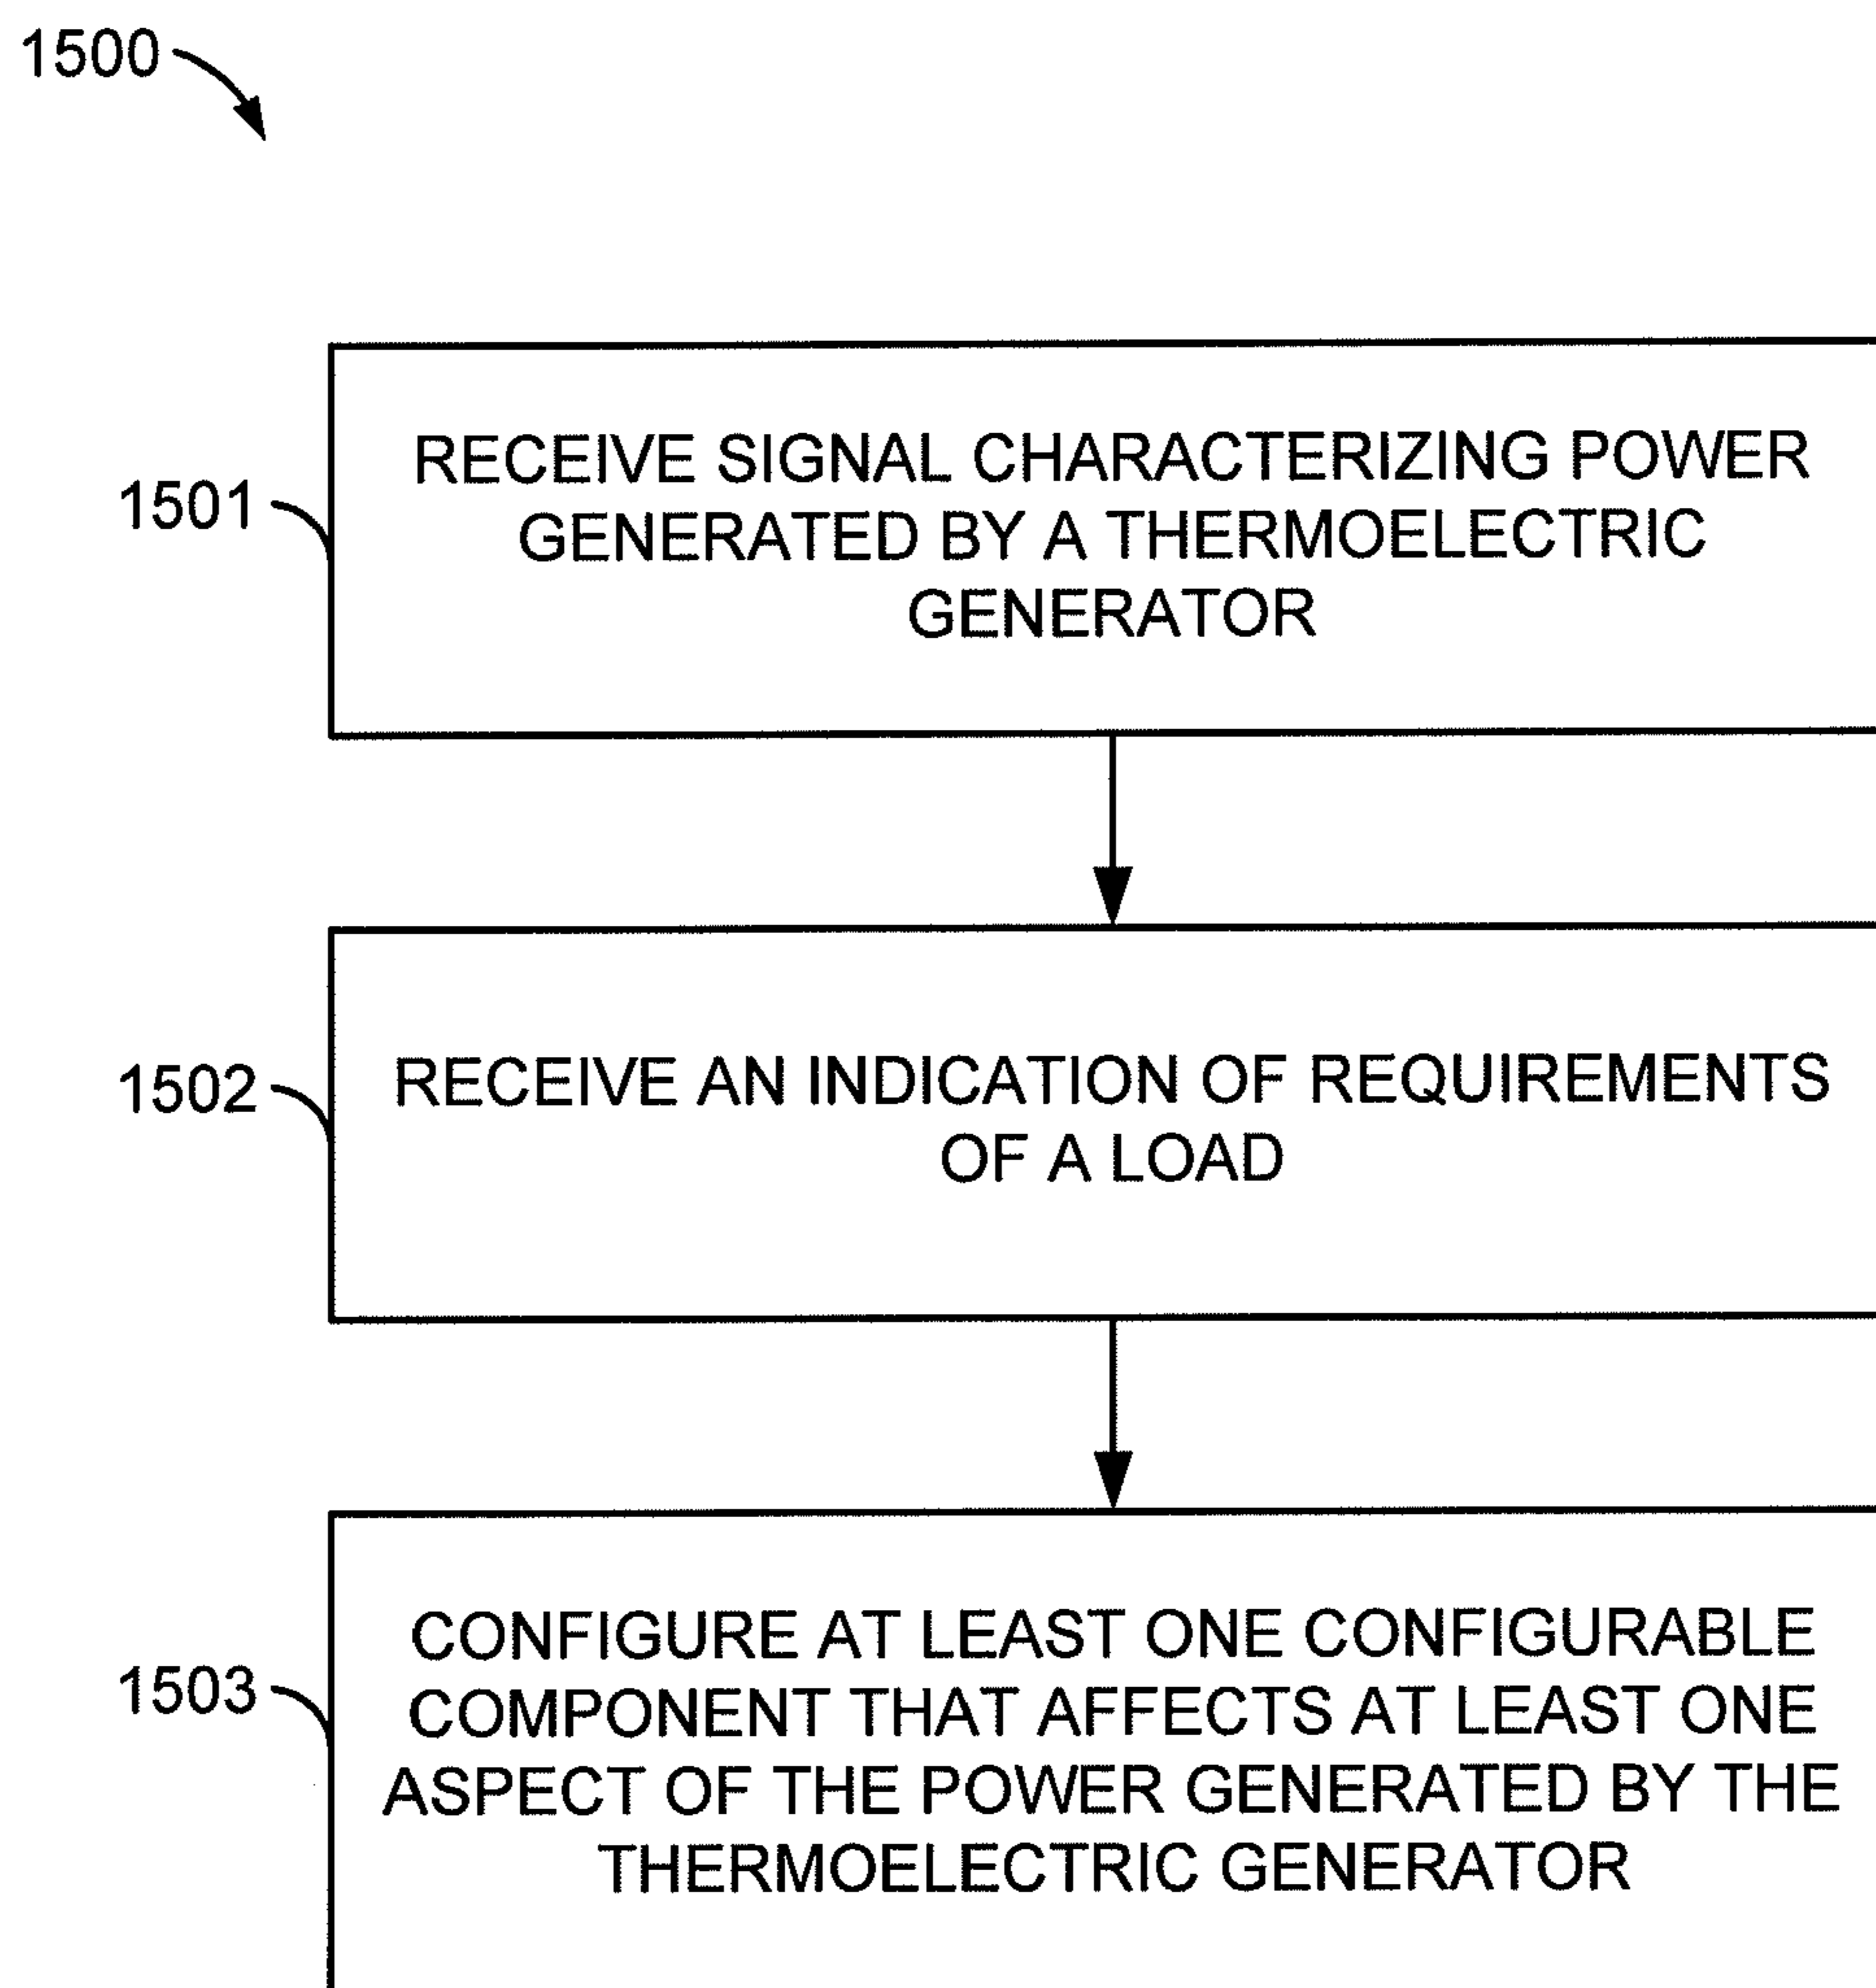 1500
1501
RECEIVE SIGNAL CHARACTERIZING POWER
GENERATED BY A THERMOELECTRIC
GENERATOR
1502
RECEIVE AN INDICATION OF REQUIREMENTS
OF A LOAD
1503
CONFIGURE AT LEAST ONE CONFIGURABLE
COMPONENT THAT AFFECTS AT LEAST ONE
ASPECT OF THE POWER GENERATED BY THE
THERMOELECTRIC GENERATOR